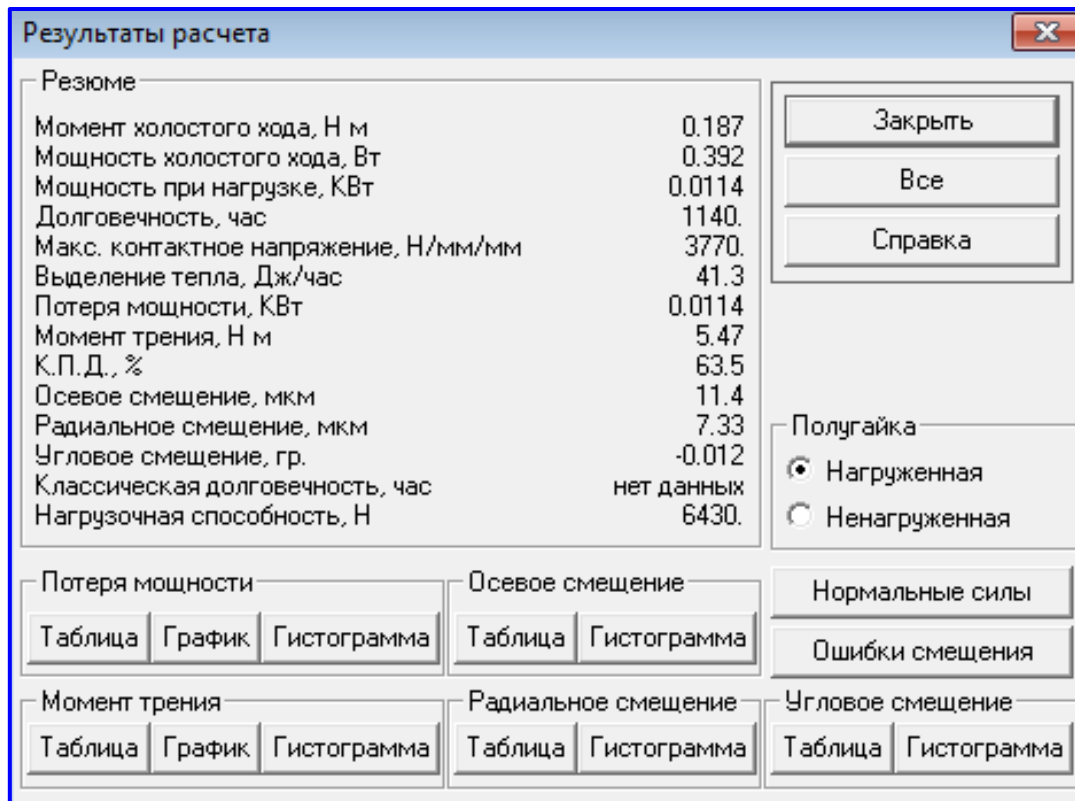 Результаты расчета
Резюме
Момент холостого хода, Н м 0.187
Мощность холостого хода, Вт 0.392
Мощность при нагрузке, КВт 0.0114
Долговечность, час 1140.
Макс. контактное напряжение, Н/мм/мм 3770.
Выделение тепла, Дж/час 41.3
Потеря мощности, КВт 0.0114
Момент трения, Н м 5.47
К.П.Д., % 63.5
Осевое смещение, мкм 11.4
Радиальное смещение, мкм 7.33
Угловое смещение, гр. -0.012
Классическая долговечность, час нет данных
Нагрузочная способность, Н 6430.
Закрыть
Все
Справка
Полугайка
Нагруженная
Ненагруженная
Потеря мощности
Таблица График Гистограмма
Осевое смещение
Таблица Гистограмма
Нормальные силы
Ошибки смещения
Момент трения
Таблица График Гистограмма
Радиальное смещение
Таблица Гистограмма
Угловое смещение
Таблица Гистограмма